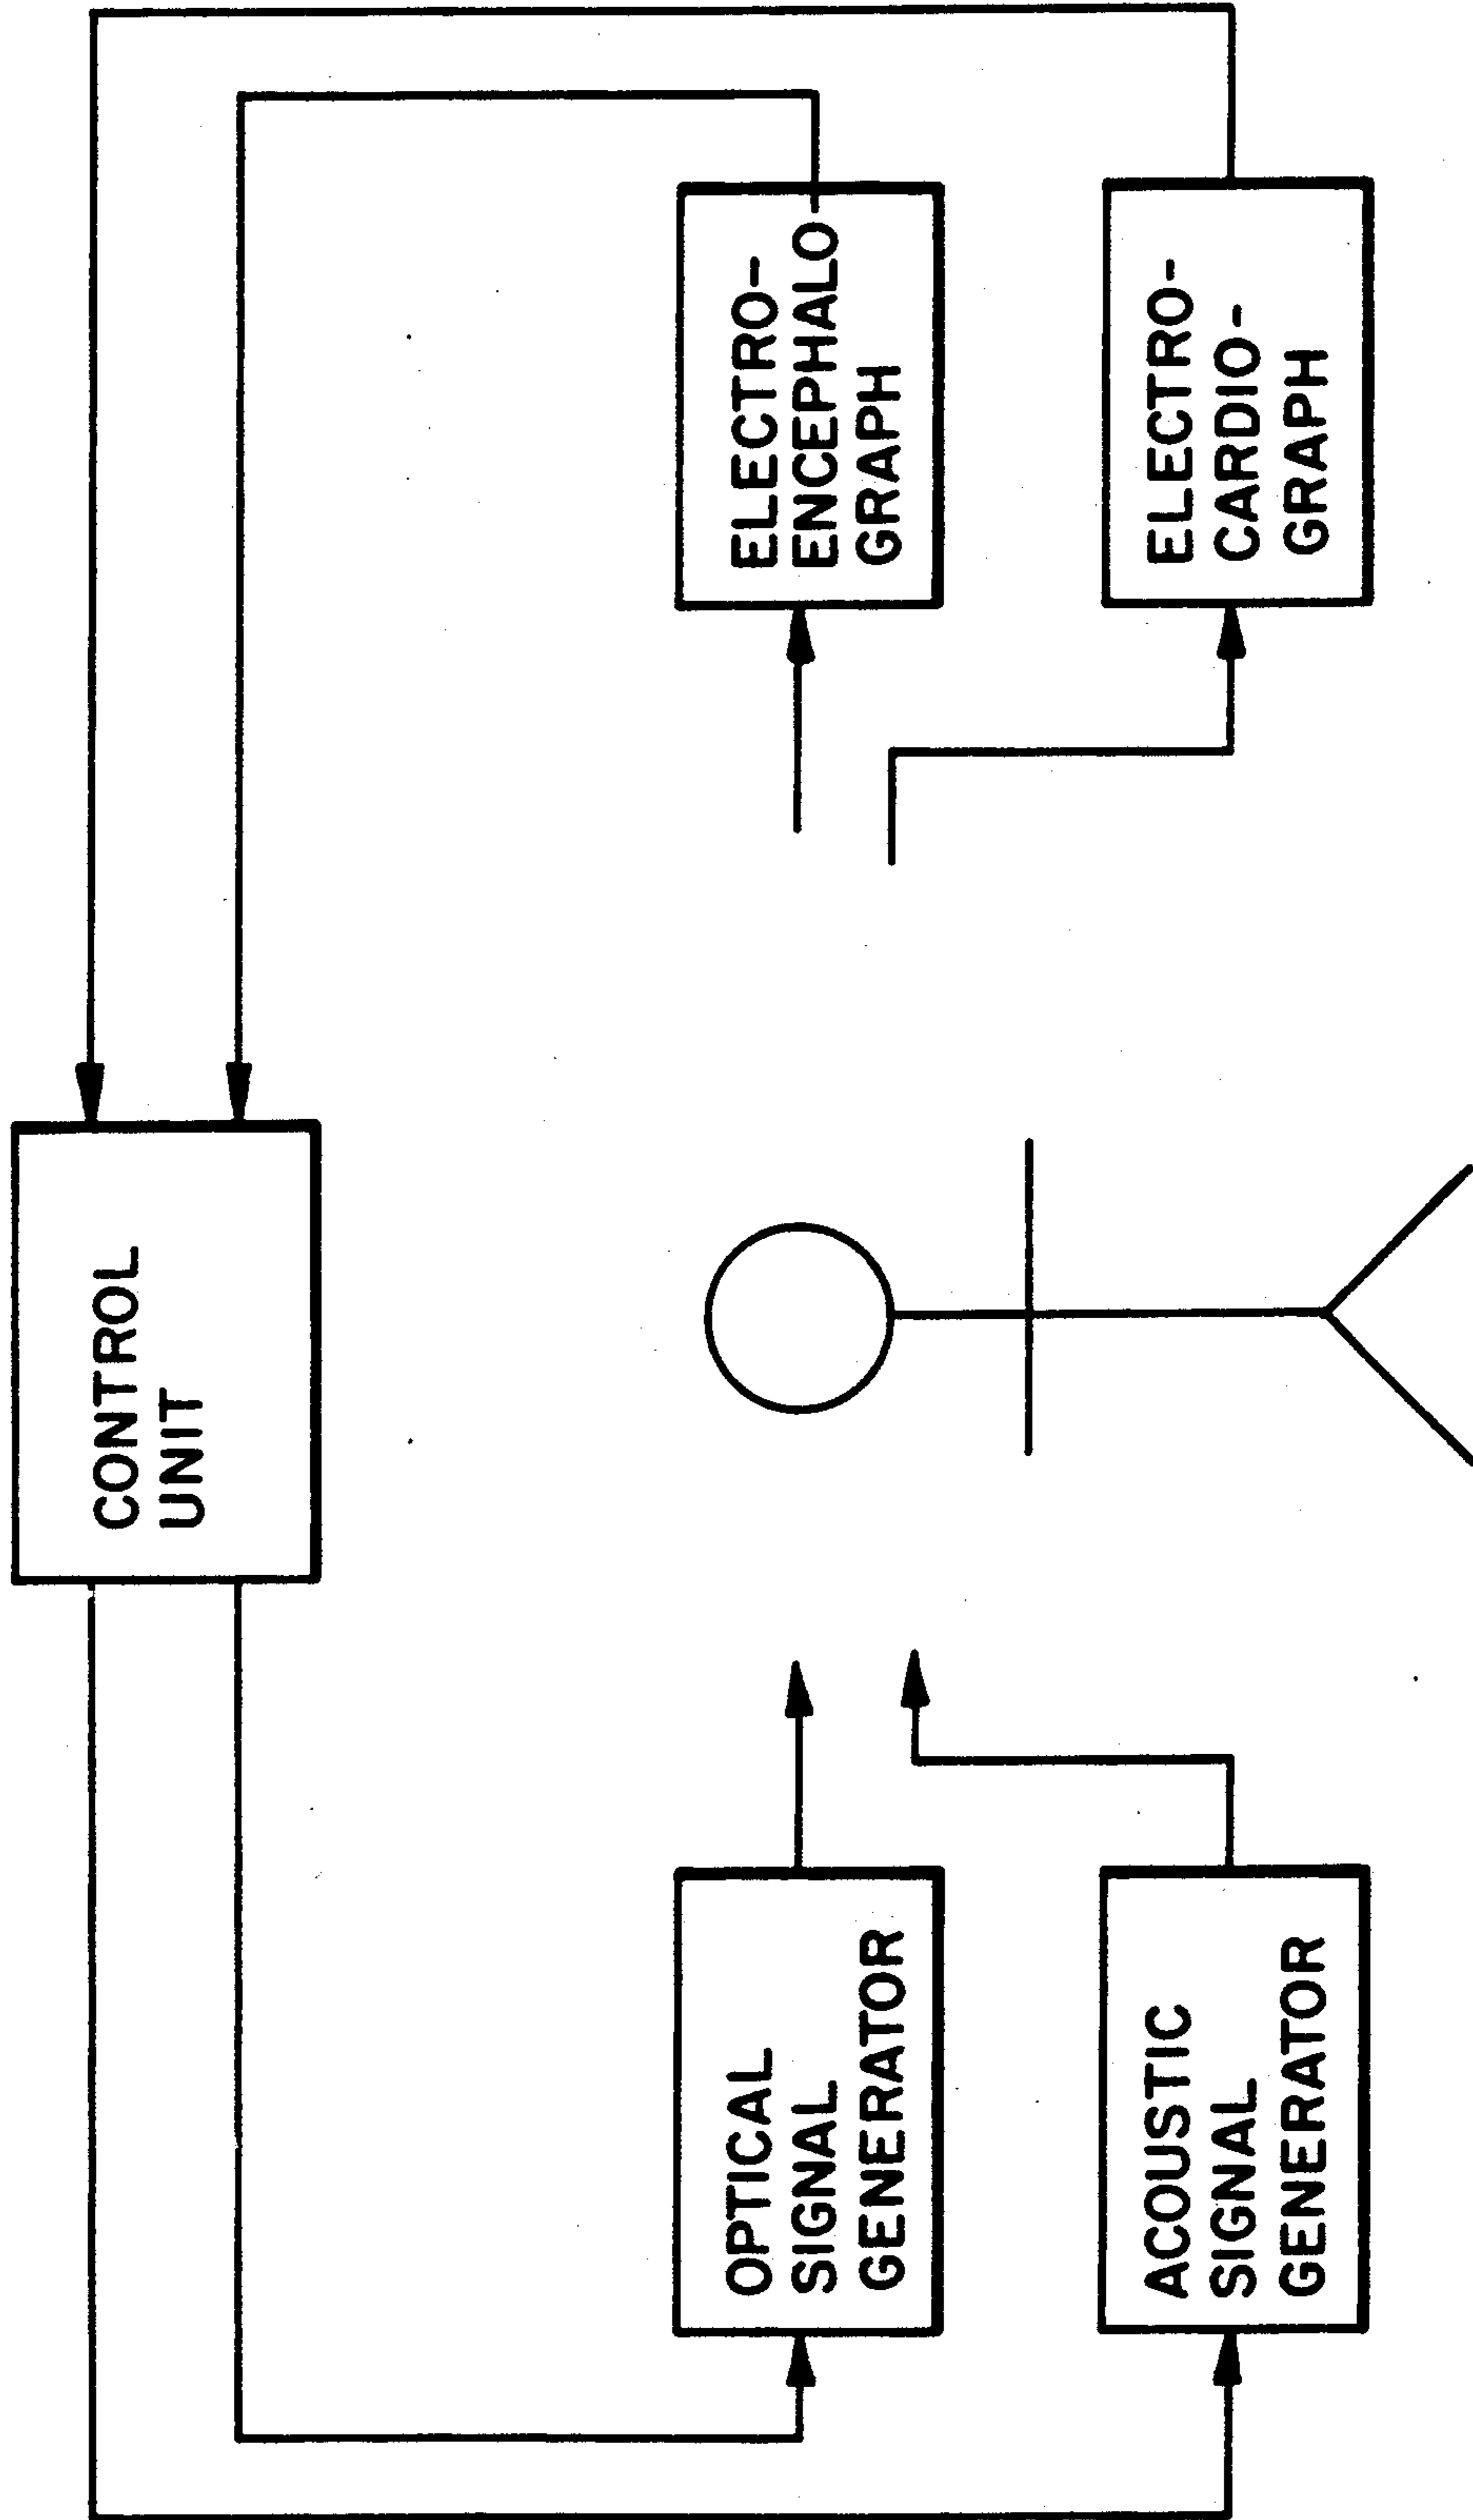 CONTROL
UNIT
OPTICAL
SIGNAL
GENERATOR
ELECTRO-
ENCEPHALO
GRAPH
ACOUSTIC
SIGNAL
GENERATOR
ELECTRO-
CARDIO-
GRAPH